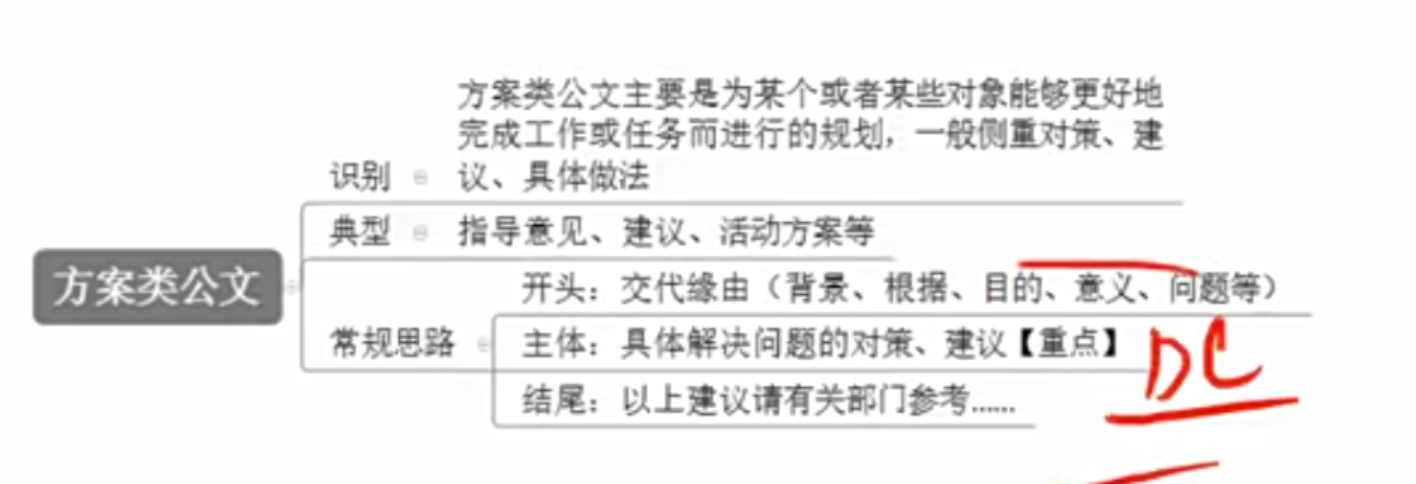 方案类公文主要是为某个或者某些对象能够更好地
完成工作或任务而进行的规划，一般侧重对策、建
识别 议、具体做法
典型 指导意见、建议、活动方案等
方案类公文
开头：交代缘由（背景、根据、目的、意义、问题等）
常规思路 主体：具体解决问题的对策、建议【重点】
DC
结尾：以上建议请有关部门参考……